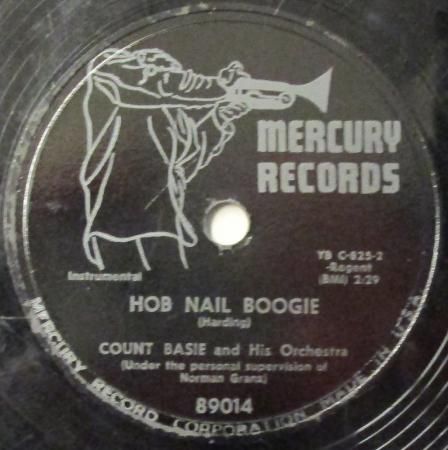 MERCURY
RECORDS
YB C-825-2
-Regent
(BMI) 2:29
Instrumental
HOB NAIL BOOGIE
(Harding)
COUNT BASIE and His Orchestra
(Under the personal supervision of
Norman Granz)
89014
MERCURY RECORD CORPORATION MADE IN U.S.A.